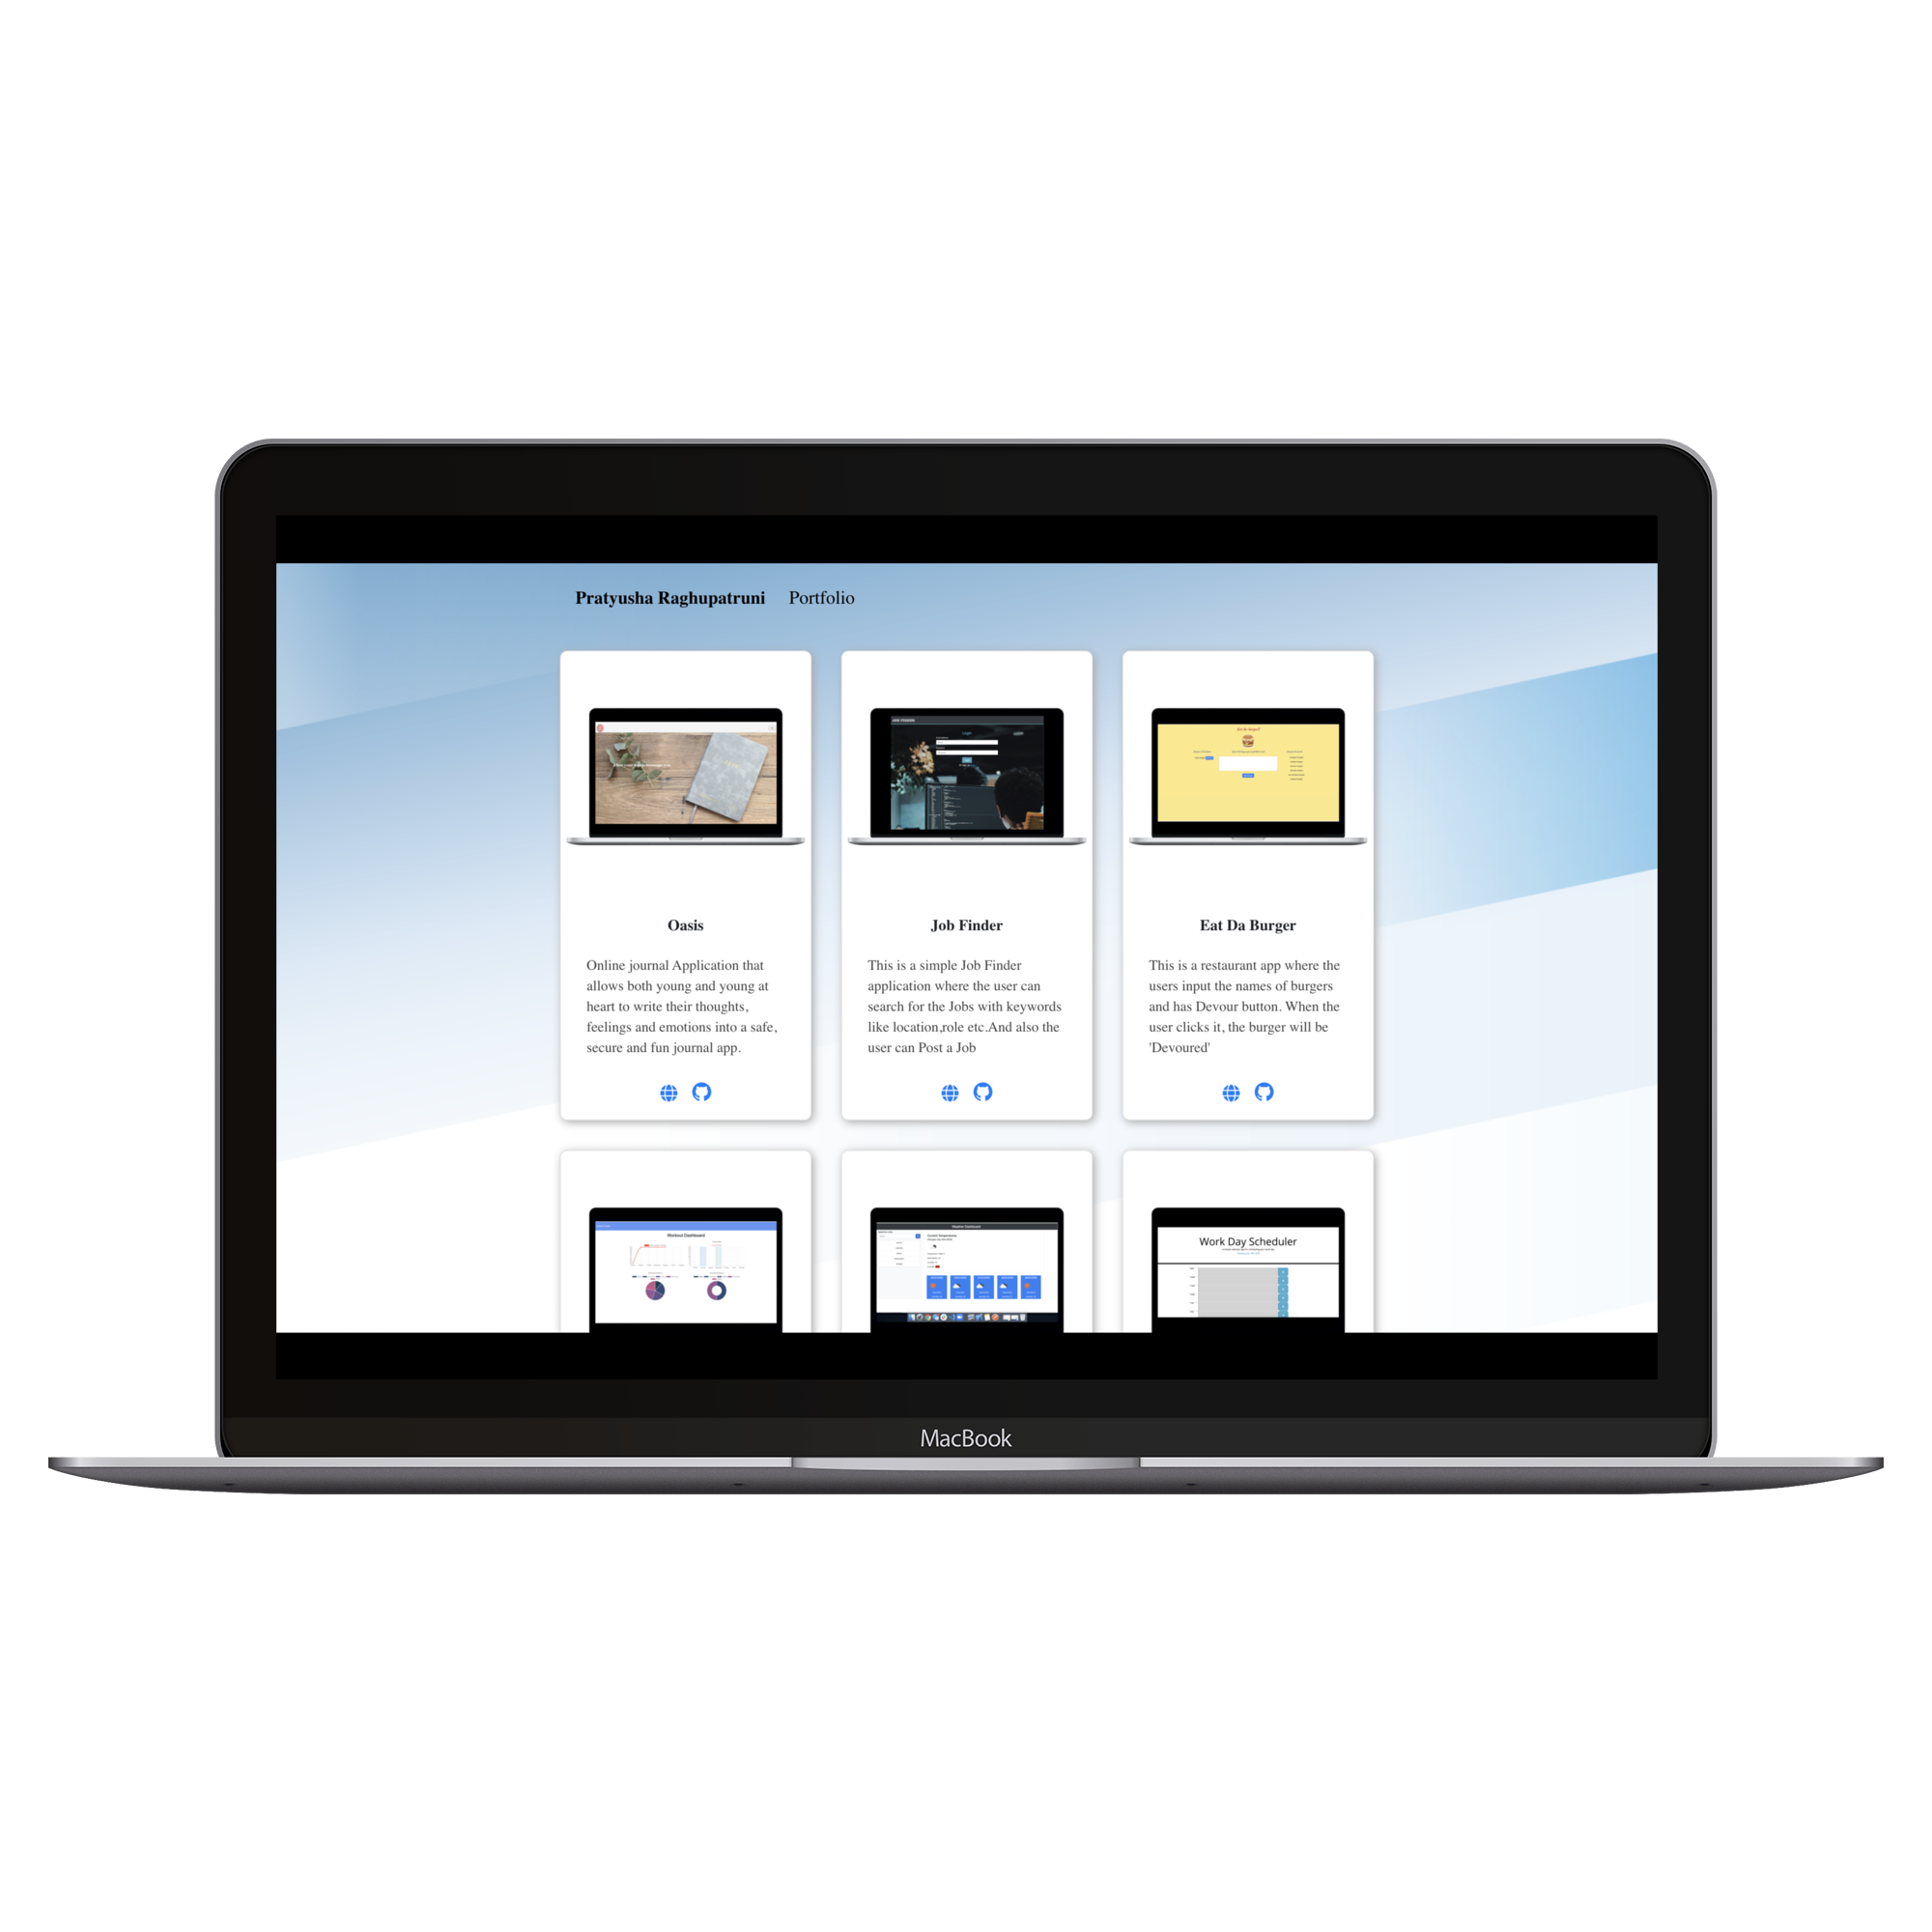 Pratyusha Raghupatruni Portfolio
Oasis
Online journal Application that
allows both young and young at
heart to write their thoughts,
feelings and emotions into a safe,
secure and fun journal app.
Job Finder
This is a simple Job Finder
application where the user can
search for the Jobs with keywords
like location,role etc.And also the
user can Post a Job
Eat Da Burger
This is a restaurant app where the
users input the names of burgers
and has Devour button. When the
user clicks it, the burger will be
'Devoured'
Workout Dashboard
Weather Dashboard
Work Day Scheduler
MacBook